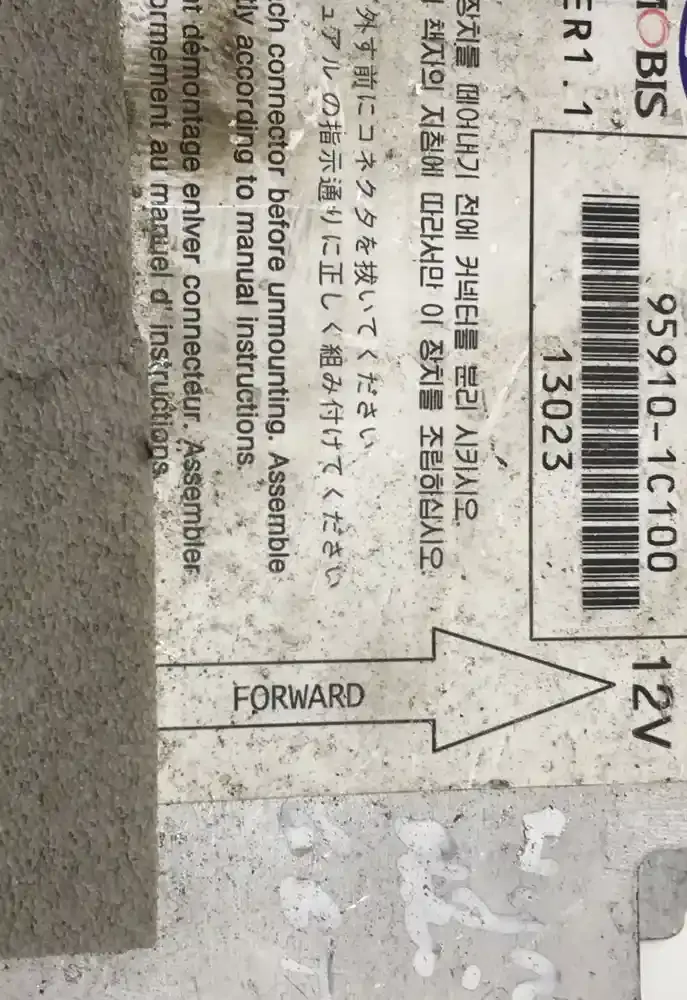 MOBIS
ER1.1
95910-1C100
13023
12V
장치를 떼어내기 전에 커넥터를 분리 시키시오.
책자의 지침에 따라서만 이 장치를 조립하십시오.
外す前にコネクタを抜いてください
ュアルの指示通りに正しく組み付けてください
ch connector before unmounting. Assemble
tly according to manual instructions.
nt démontage enlver connecteur. Assembler
ormement au manuel d' instructions.
FORWARD